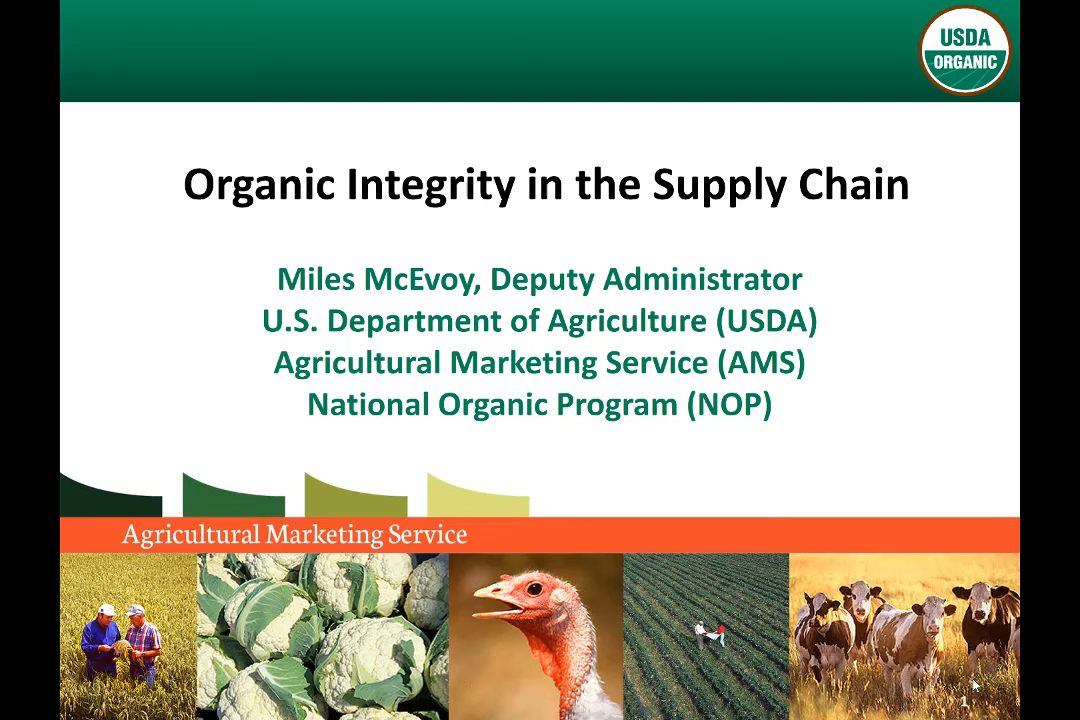 USDA
ORGANIC
Organic Integrity in the Supply Chain
Miles McEvoy, Deputy Administrator
U.S. Department of Agriculture (USDA)
Agricultural Marketing Service (AMS)
National Organic Program (NOP)
Agricultural Marketing Service
1